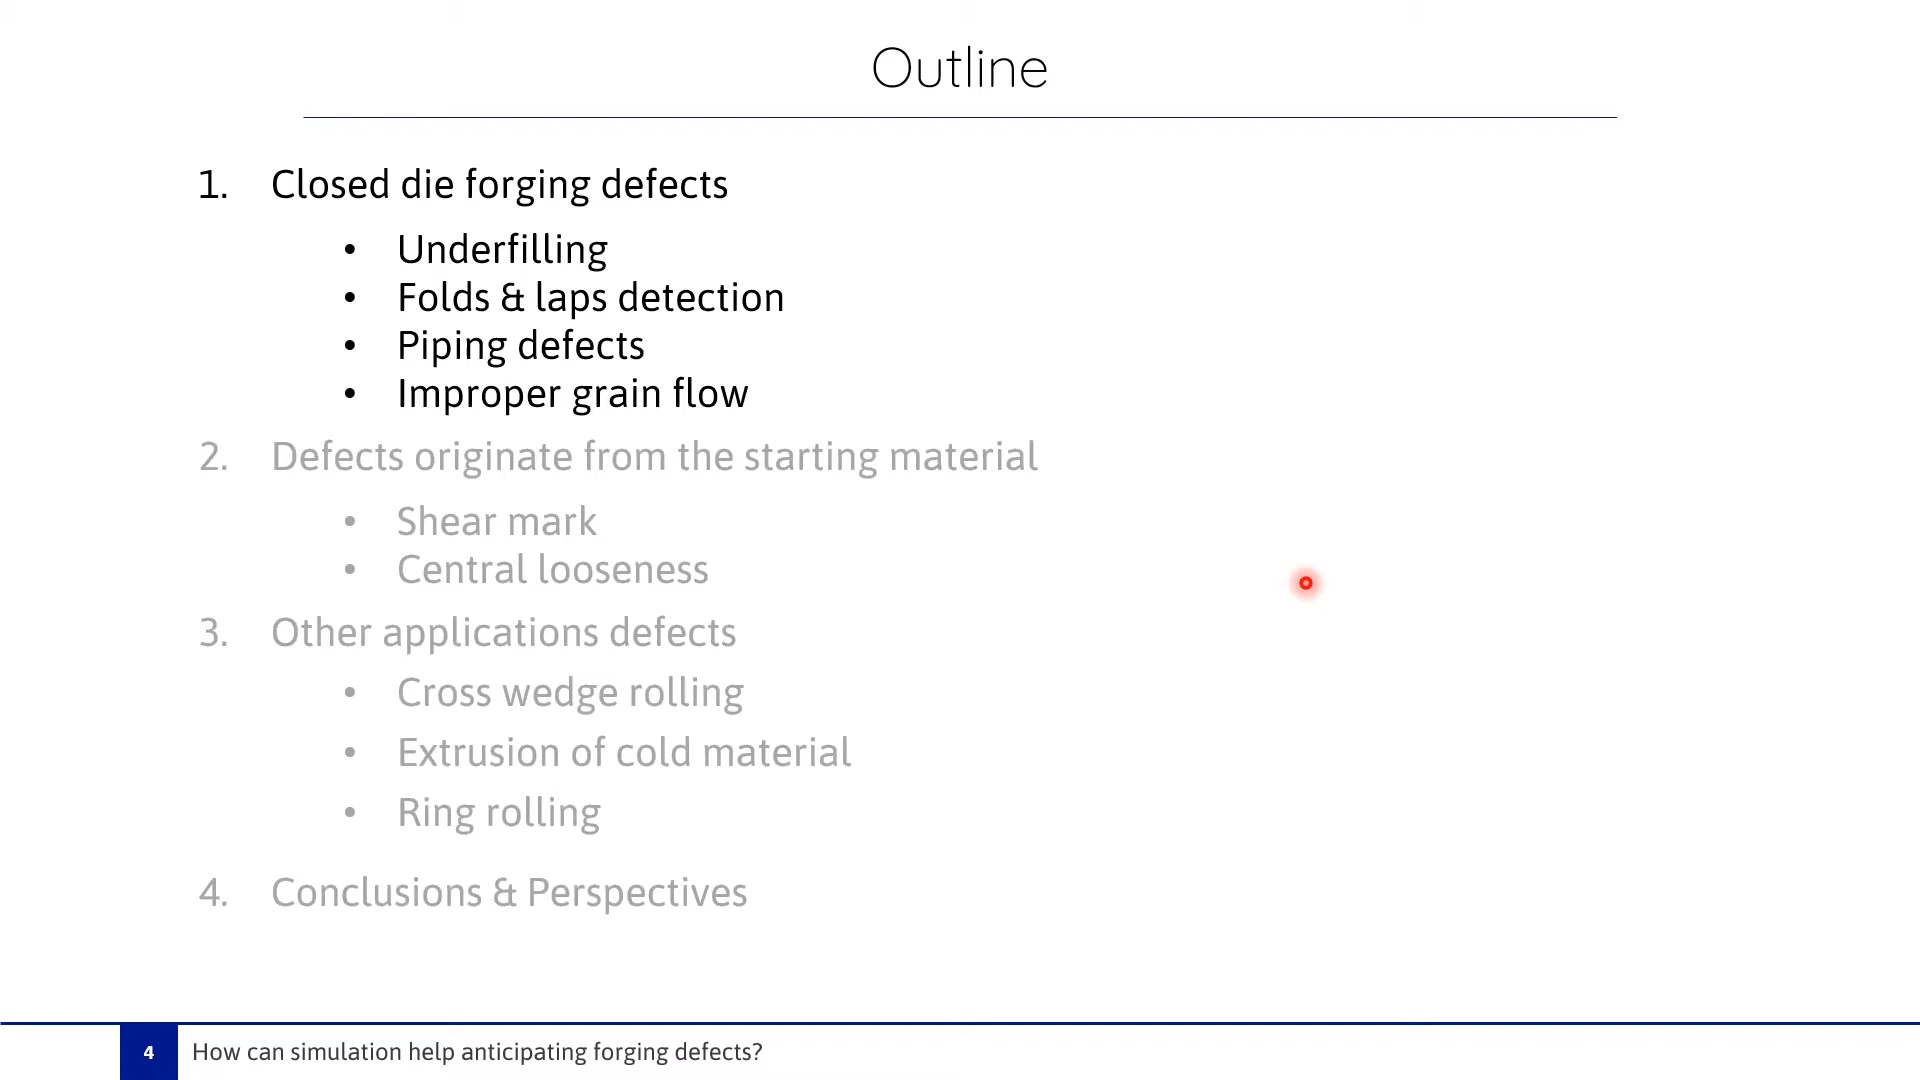 Outline
1. Closed die forging defects
• Underfilling
• Folds & laps detection
• Piping defects
• Improper grain flow
2. Defects originate from the starting material
• Shear mark
• Central looseness
3. Other applications defects
• Cross wedge rolling
• Extrusion of cold material
• Ring rolling
4. Conclusions & Perspectives
4 How can simulation help anticipating forging defects?